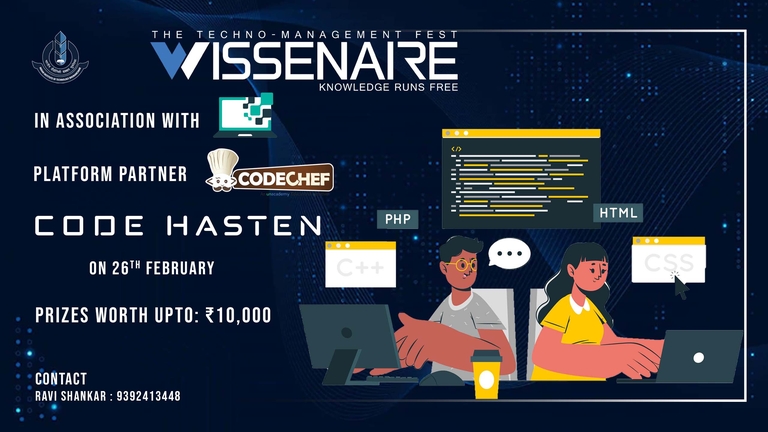 THE TECHNO-MANAGEMENT FEST
WISSENAIRE
KNOWLEDGE RUNS FREE
IN ASSOCIATION WITH
PLATFORM PARTNER
CODECHEF
CODE HASTEN
ON 26TH FEBRUARY
PRIZES WORTH UPTO: ₹10,000
CONTACT
RAVI SHANKAR : 9392413448
</>
PHP
HTML
C++
CSS